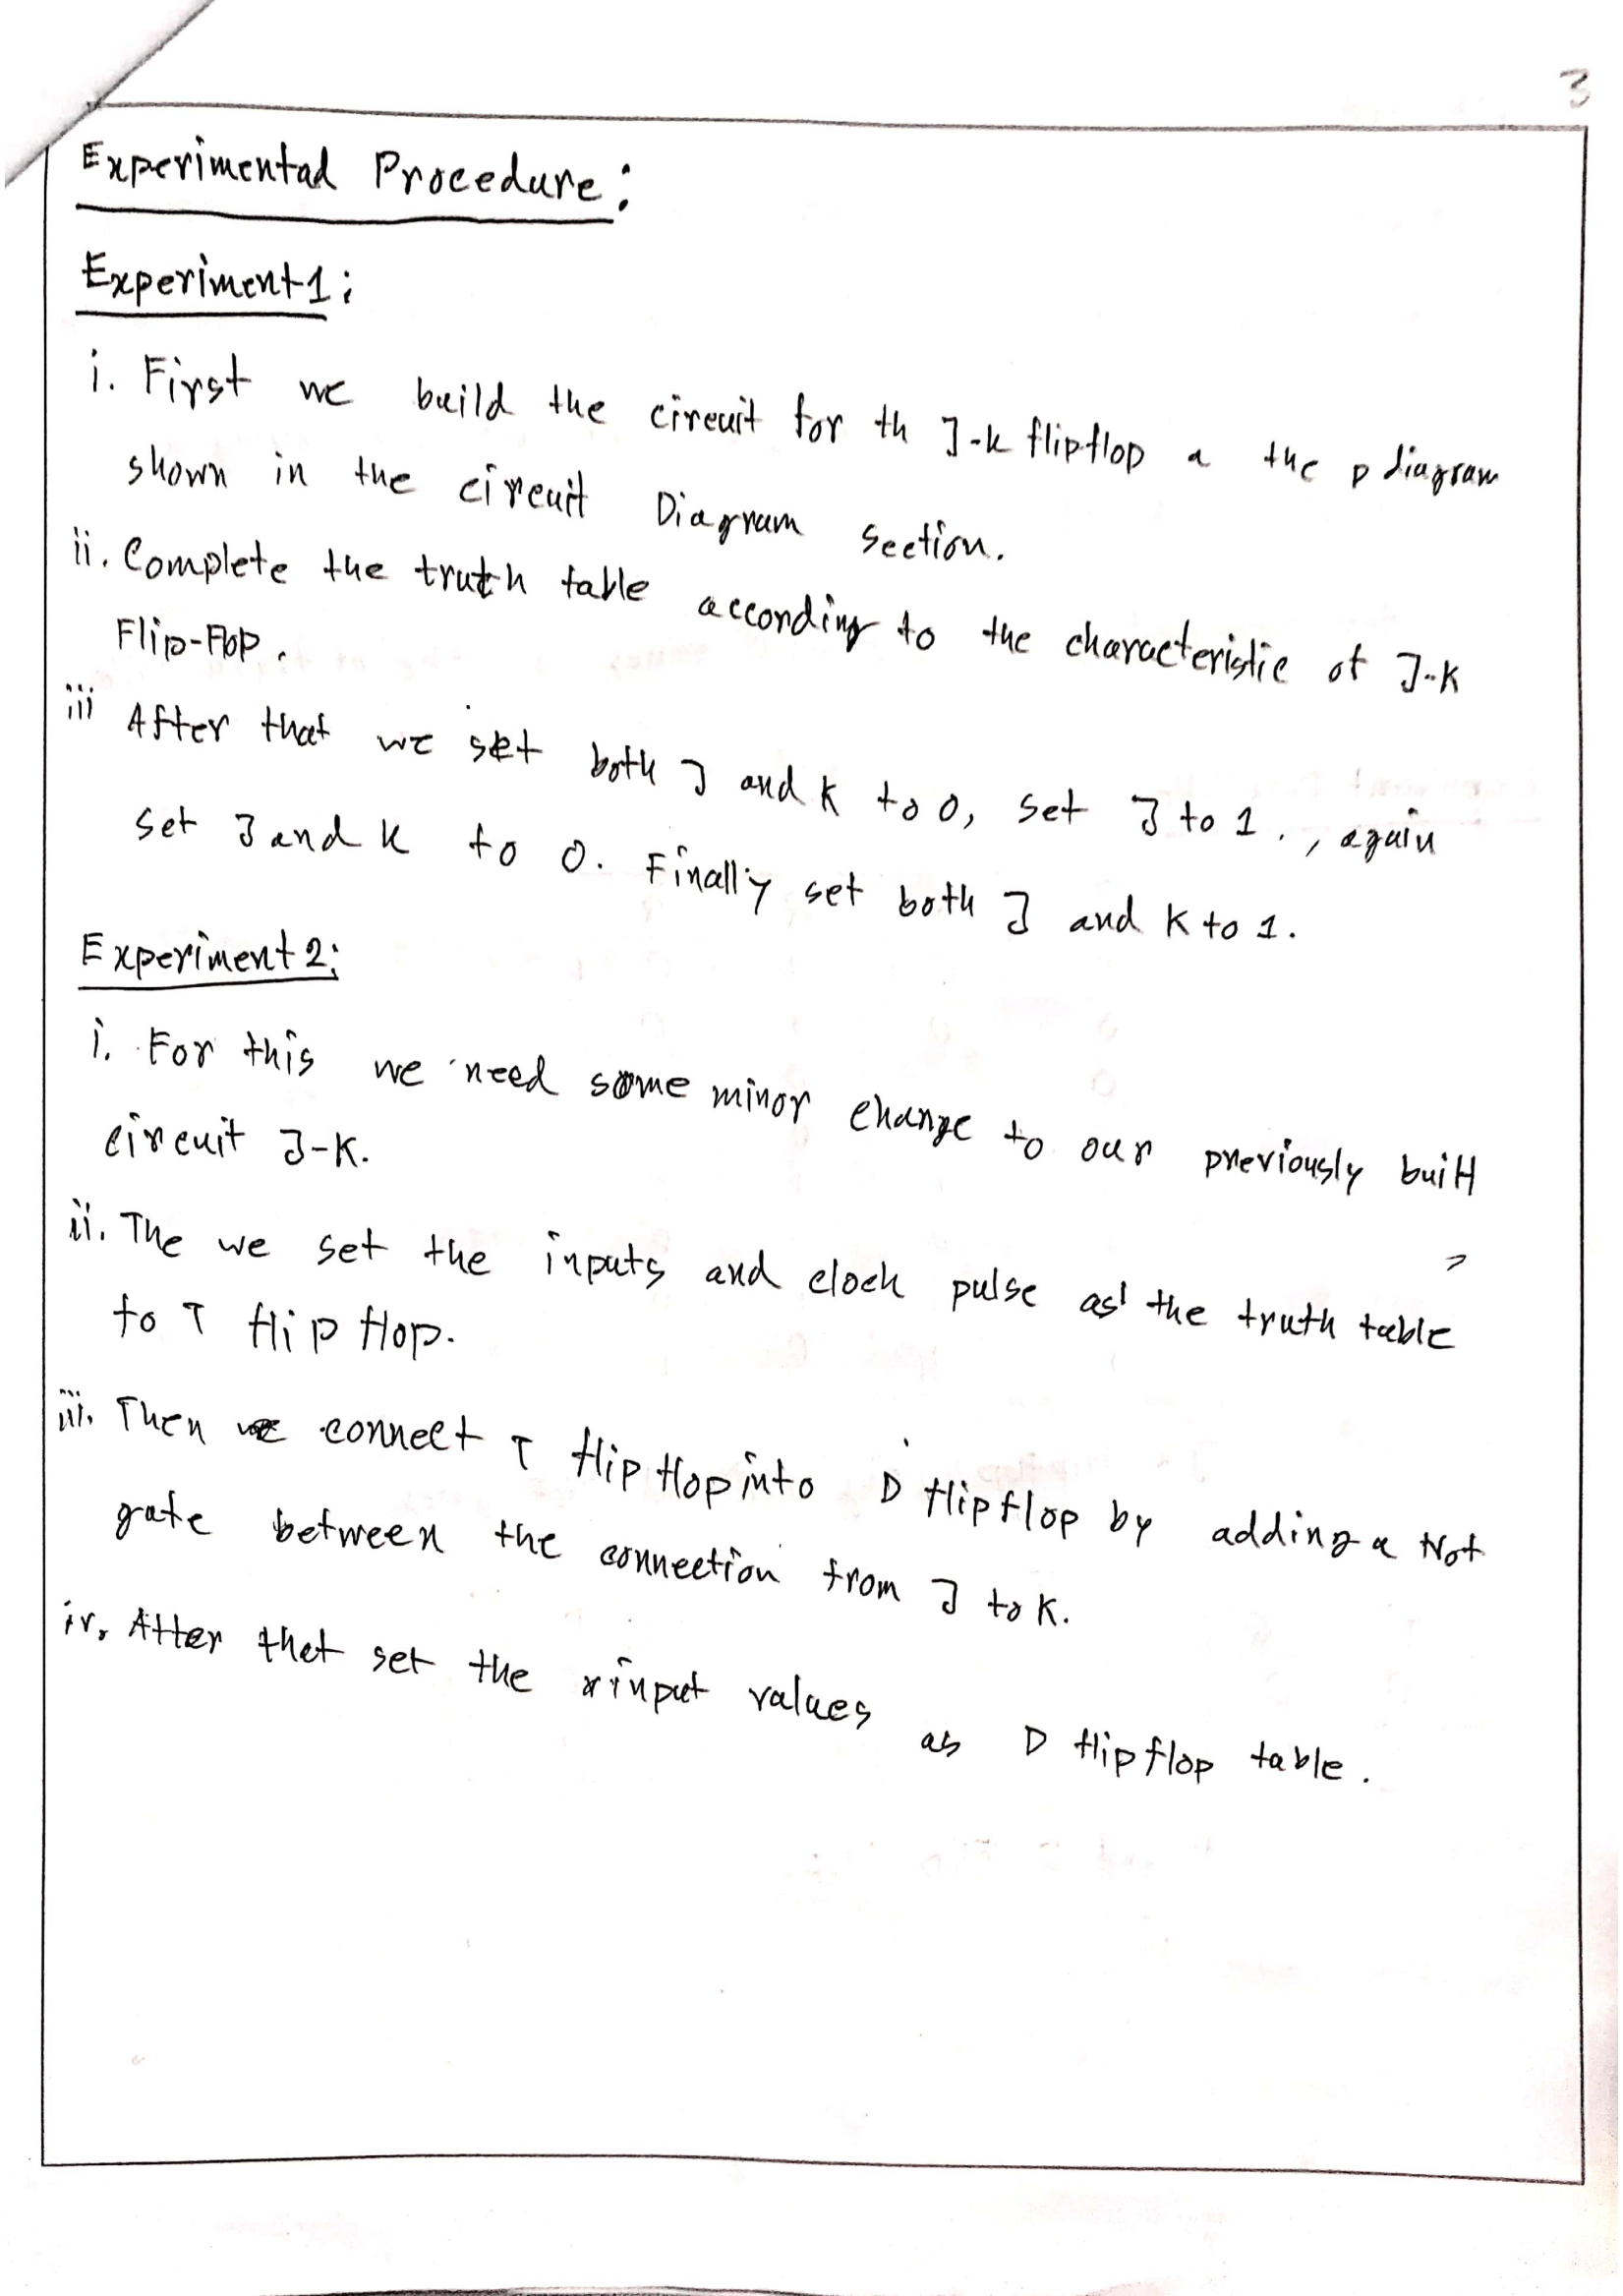 3
Experimental Procedure:
Experiment 1:
i. First we build the circuit for th J-K flipflop a the p diagram
shown in the circuit Diagram section.
ii. Complete the truth table according to the characteristic of J-K
Flip-Flop.
iii After that we set both J and K to 0, set J to 1., again
set J and K to 0. Finally set both J and K to 1.
Experiment 2:
i. For this we need some minor change to our previously built
circuit J-K.
ii. The we set the inputs and clock pulse as the truth table
to T flip flop.
iii. Then we connect T flip flop into D flip flop by adding a Not
gate between the connection from J to K.
iv. After that set the input values as D flip flop table.